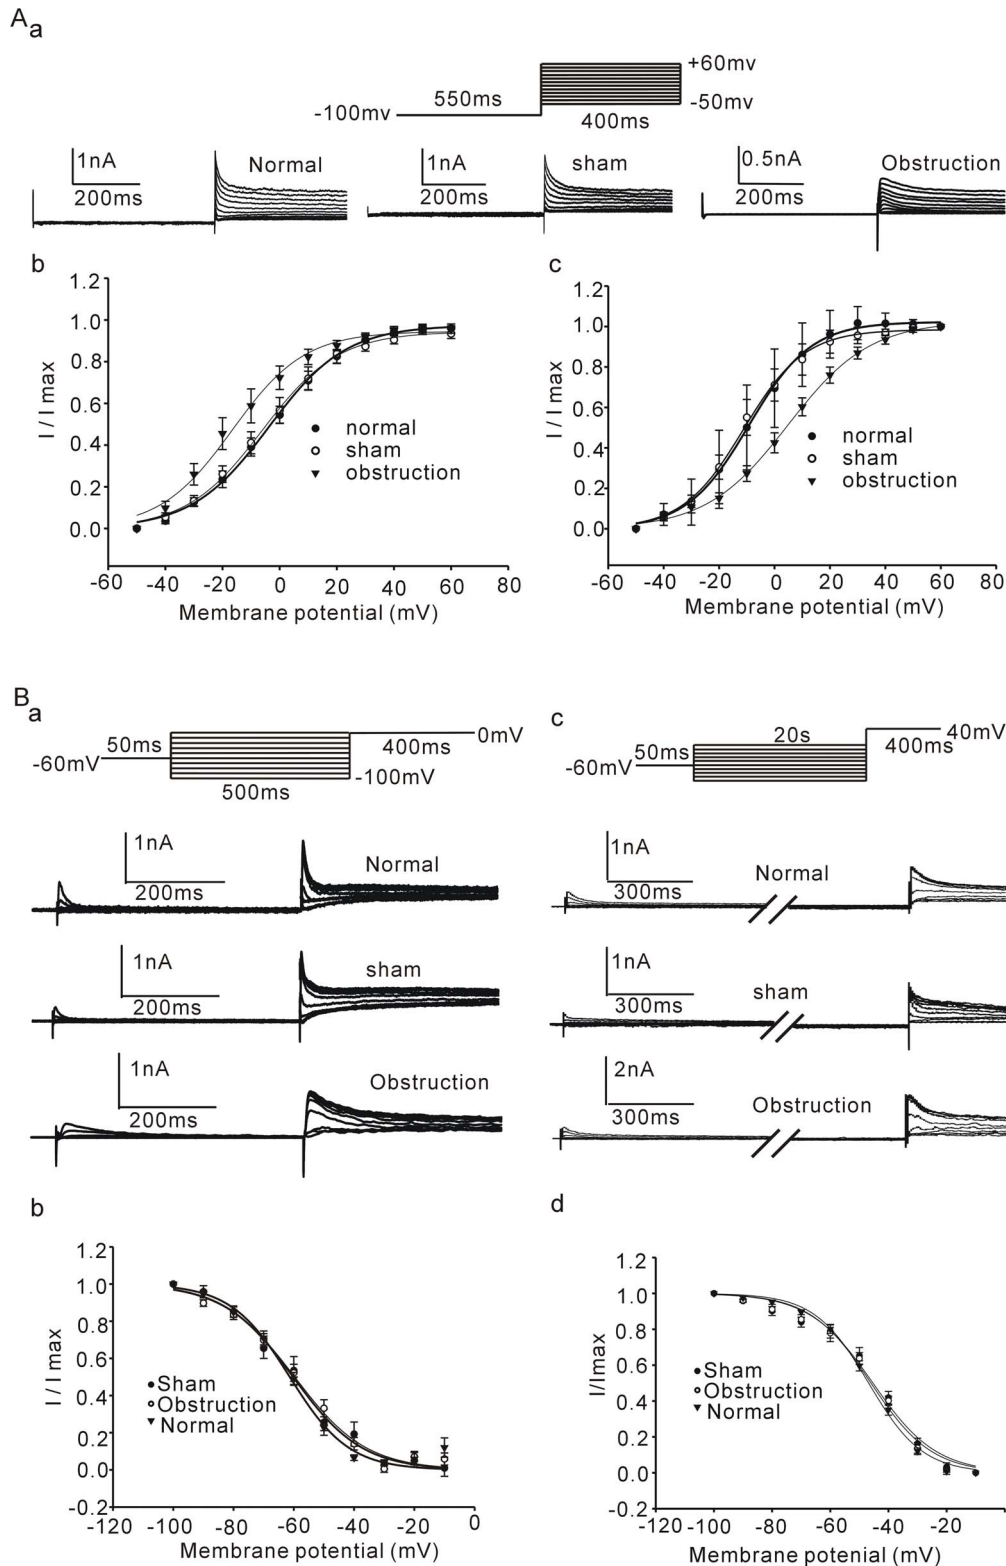 A
a
+60mv
550ms
-100mv
-50mv
400ms
1nA
Normal
200ms
1nA
sham
200ms
0.5nA
Obstruction
200ms
b
1.2
1.0
0.8
0.6
0.4
0.2
0.0
I / I max
normal
sham
obstruction
-60 -40 -20 0 20 40 60 80
Membrane potential (mV)
c
1.2
1.0
0.8
0.6
0.4
0.2
0.0
I / I max
normal
sham
obstruction
-60 -40 -20 0 20 40 60 80
Membrane potential (mV)
B
a
50ms
-60mV
400ms
0mV
-100mV
500ms
1nA
Normal
200ms
1nA
sham
200ms
1nA
Obstruction
200ms
c
20s
50ms
-60mV
40mV
400ms
1nA
Normal
300ms
1nA
sham
300ms
2nA
Obstruction
300ms
b
1.2
1.0
0.8
0.6
0.4
0.2
0.0
-0.2
I / I max
Sham
Obstruction
Normal
-120 -100 -80 -60 -40 -20 0
Membrane potential (mV)
d
1.2
1.0
0.8
0.6
0.4
0.2
0.0
-0.2
I/Imax
Sham
Obstruction
Normal
-120 -100 -80 -60 -40 -20
Membrane potential (mV)